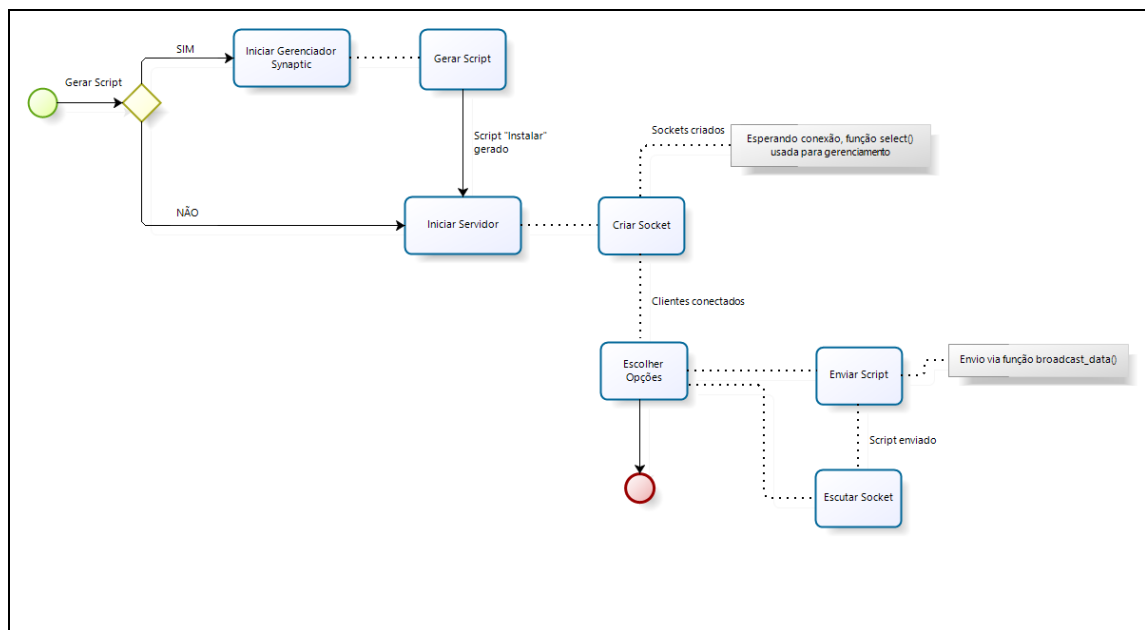 SIM
Iniciar Gerenciador
Synaptic
Gerar Script
Gerar Script
Script "Instalar"
gerado
Sockets criados
Esperando conexão, função select()
usada para gerenciamento
NÃO
Iniciar Servidor
Criar Socket
Clientes conectados
Escolher
Opções
Enviar Script
Envio via função broadcast_data()
Script enviado
Escutar Socket